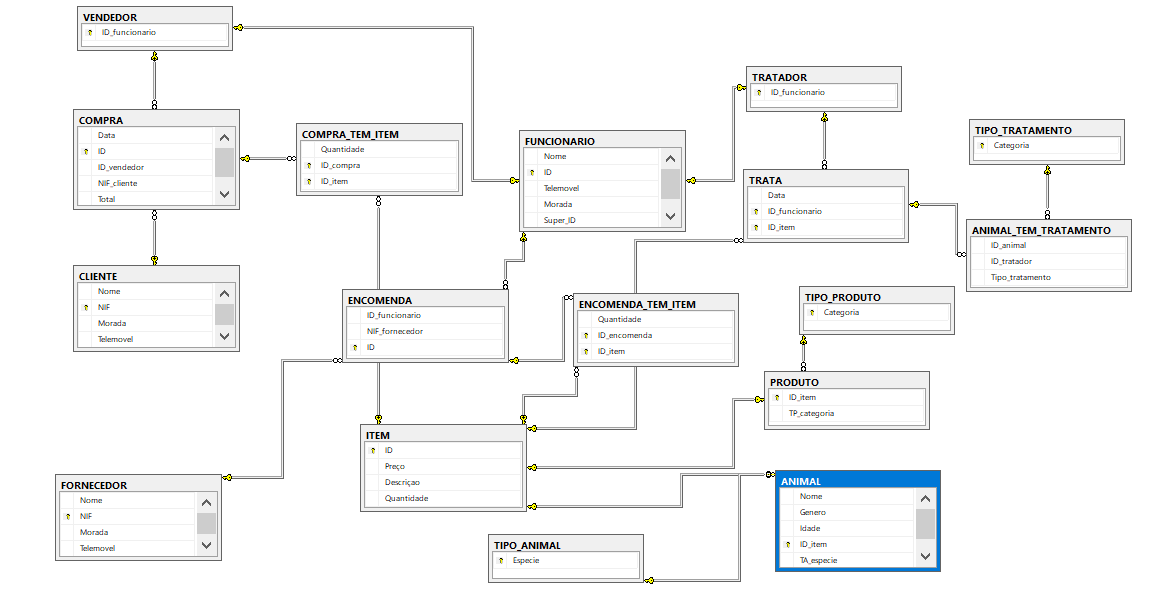 VENDEDOR
ID_funcionario
COMPRA
Data
ID
ID_vendedor
NIF_cliente
Total
COMPRA_TEM_ITEM
Quantidade
ID_compra
ID_item
FUNCIONARIO
Nome
ID
Telemovel
Morada
Super_ID
TRATADOR
ID_funcionario
TIPO_TRATAMENTO
Categoria
TRATA
Data
ID_funcionario
ID_item
ANIMAL_TEM_TRATAMENTO
ID_animal
ID_tratador
Tipo_tratamento
CLIENTE
Nome
NIF
Morada
Telemovel
ENCOMENDA
ID_funcionario
NIF_fornecedor
ID
ENCOMENDA_TEM_ITEM
Quantidade
ID_encomenda
ID_item
TIPO_PRODUTO
Categoria
PRODUTO
ID_item
TP_categoria
ITEM
ID
Preço
Descriçao
Quantidade
FORNECEDOR
Nome
NIF
Morada
Telemovel
TIPO_ANIMAL
Especie
ANIMAL
Nome
Genero
Idade
ID_item
TA_especie